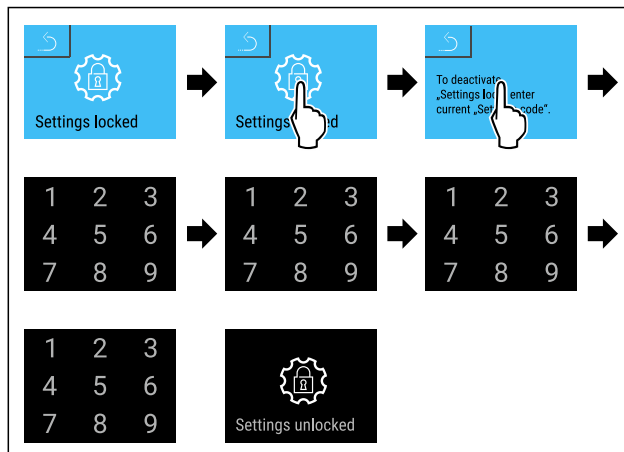 Settings locked
Settings ed
To deactivate
„Settings loc enter
current „Set code".
1 2 3
4 5 6
7 8 9
1 2 3
4 5 6
7 8 9
1 2 3
4 5 6
7 8 9
1 2 3
4 5 6
7 8 9
Settings unlocked